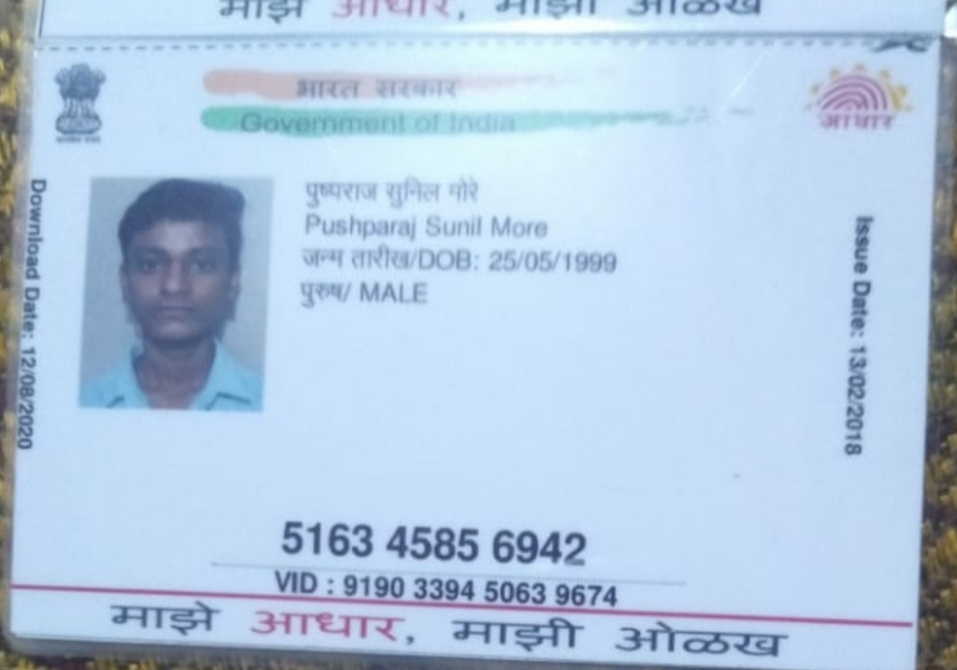 माझे आधार, माझी ओळख
भारत सरकार
Government of India
आधार
पुष्पराज सुनिल मोरे
Pushparaj Sunil More
जन्म तारीख/DOB: 25/05/1999
पुरुष/ MALE
Download Date: 12/08/2020
Issue Date: 13/02/2018
5163 4585 6942
VID : 9190 3394 5063 9674
माझे आधार, माझी ओळख